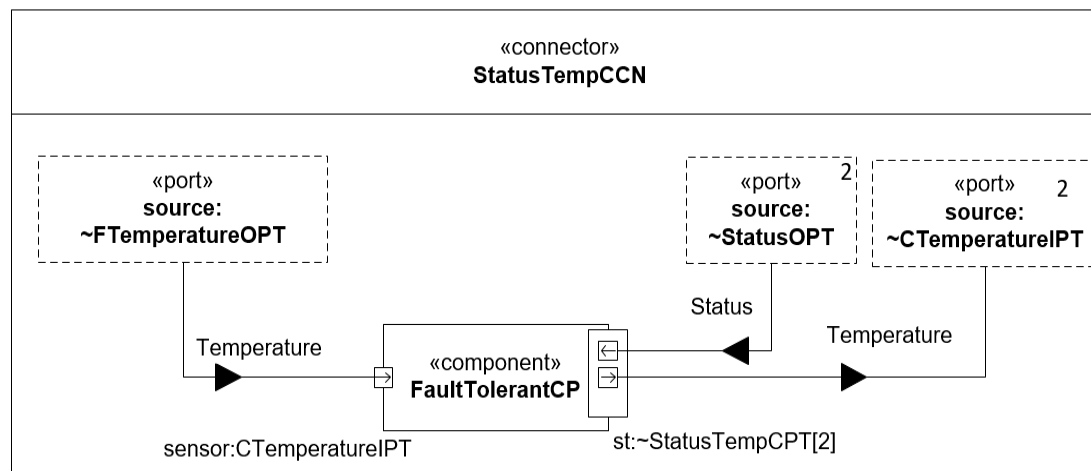 «connector»
StatusTempCCN
«port»
source:
~FTemperatureOPT
«port» 2
source:
~StatusOPT
«port» 2
source:
~CTemperatureIPT
Status
Temperature
Temperature
«component»
FaultTolerantCP
sensor:CTemperatureIPT
st:~StatusTempCPT[2]